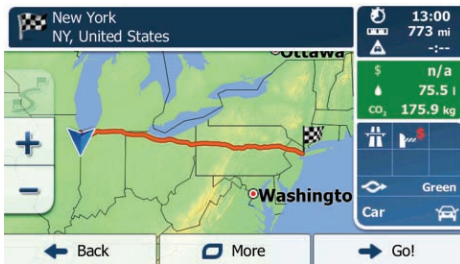 New York
NY, United States
13:00
773 mi
-:--
$ n/a
75.5 l
CO₂ 175.9 kg
$
Green
Car
Ottawa
Washingto
+
−
Back
More
Go!